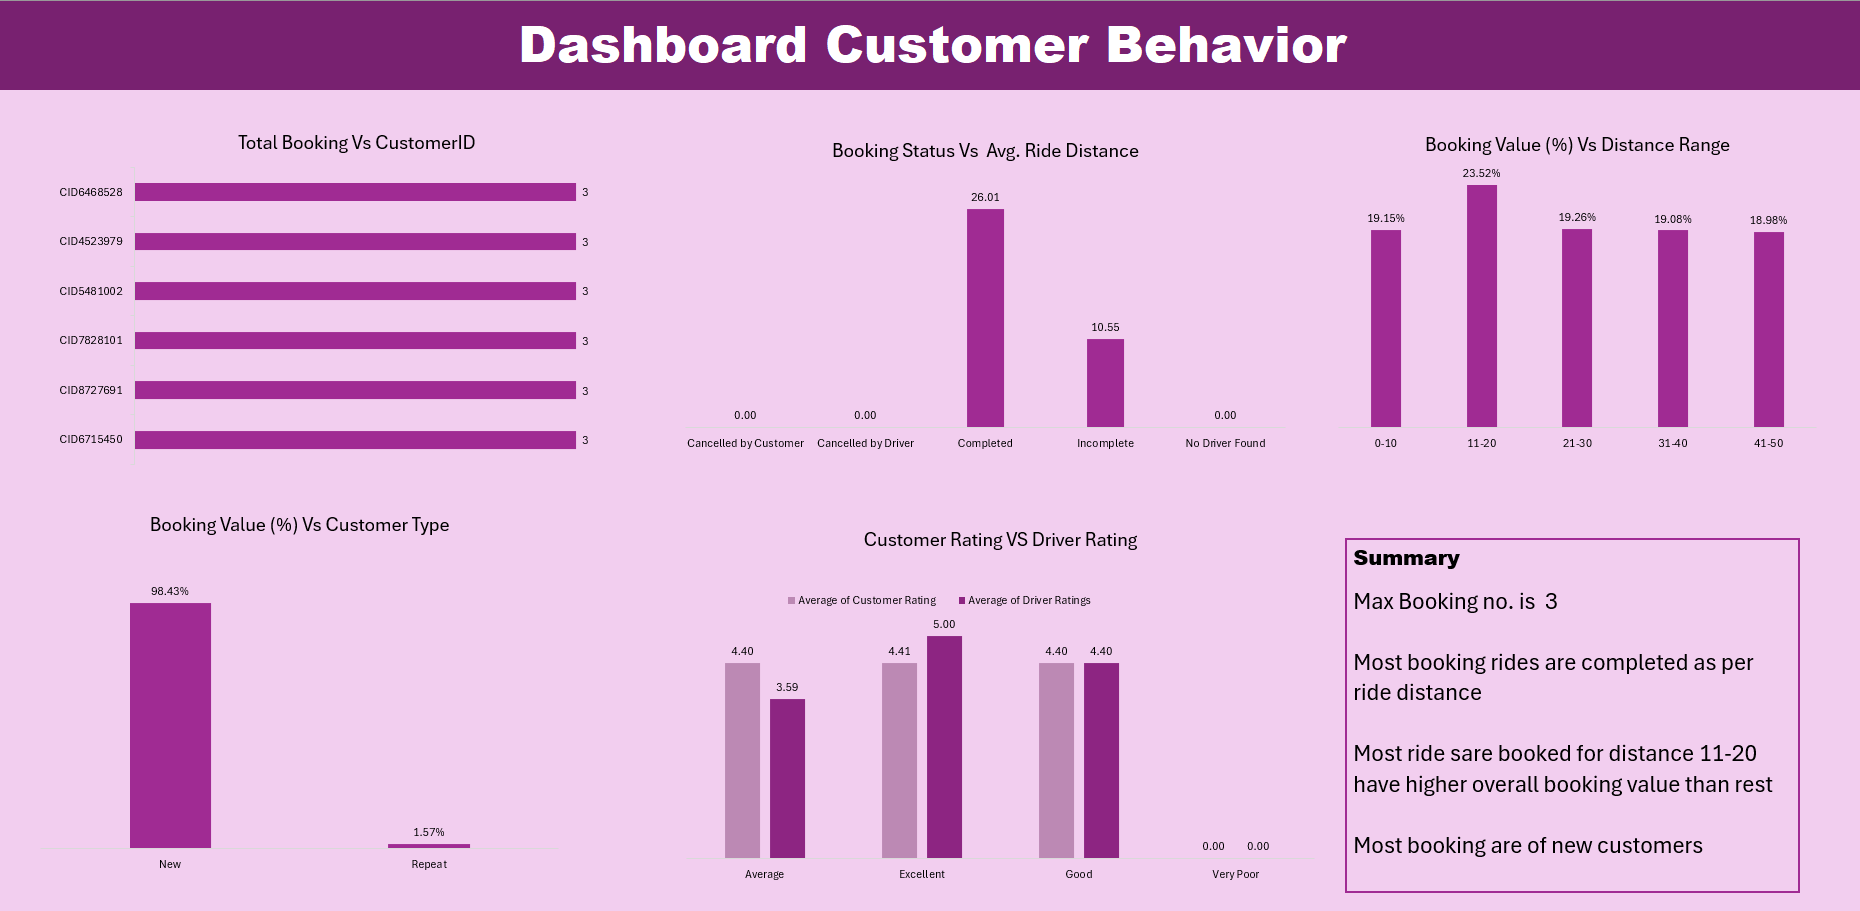 Dashboard Customer Behavior
Total Booking Vs CustomerID
CID6468528 3
CID4523979 3
CID5481002 3
CID7828101 3
CID8727691 3
CID6715450 3
Booking Status Vs  Avg. Ride Distance
26.01
10.55
0.00 0.00 0.00
Cancelled by Customer Cancelled by Driver Completed Incomplete No Driver Found
Booking Value (%) Vs Distance Range
23.52%
19.15% 19.26% 19.08% 18.98%
0-10 11-20 21-30 31-40 41-50
Booking Value (%) Vs Customer Type
98.43%
1.57%
New Repeat
Customer Rating VS Driver Rating
Average of Customer Rating Average of Driver Ratings
5.00
4.40 4.41 4.40 4.40
3.59
0.00 0.00
Average Excellent Good Very Poor
Summary
Max Booking no. is  3
Most booking rides are completed as per
ride distance
Most ride sare booked for distance 11-20
have higher overall booking value than rest
Most booking are of new customers